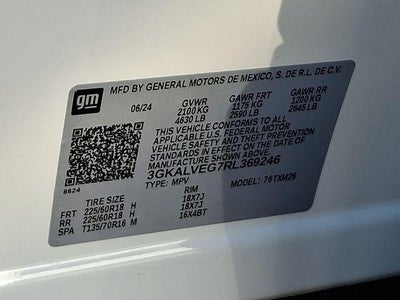 gm
MFD BY GENERAL MOTORS DE MEXICO, S. DE R.L. DE C.V.
06/24 GVWR GAWR FRT GAWR RR
2100 KG 1175 KG 1200 KG
4630 LB 2590 LB 2645 LB
THIS VEHICLE CONFORMS TO ALL
APPLICABLE U.S. FEDERAL MOTOR
VEHICLE SAFETY AND THEFT PREVENTION
STANDARDS IN EFFECT ON THE DATE OF
MANUFACTURE SHOWN ABOVE.
3GKALVEG7RL369246
8624 TYPE: MPV MODEL: 76TXM26
TIRE SIZE RIM
FRT 225/60R18 H 18X7J
RR 225/60R18 H 18X7J
SPA T135/70R16 M 16X4BT